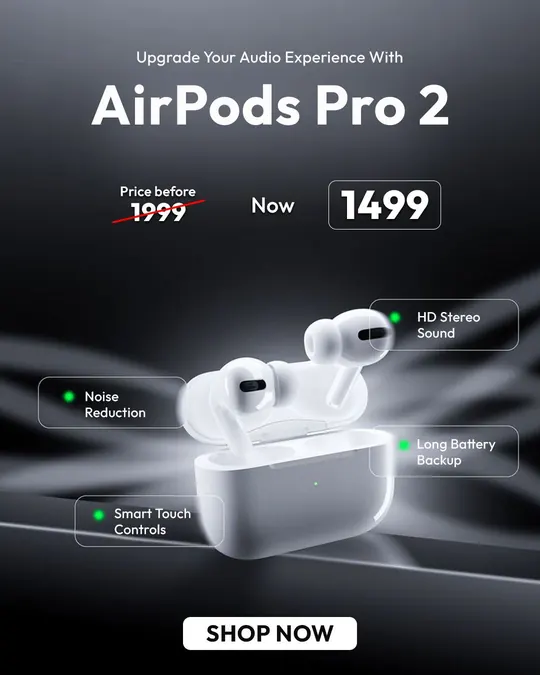 Upgrade Your Audio Experience With
AirPods Pro 2
Price before
1999
Now
1499
HD Stereo
Sound
Noise
Reduction
Long Battery
Backup
Smart Touch
Controls
SHOP NOW